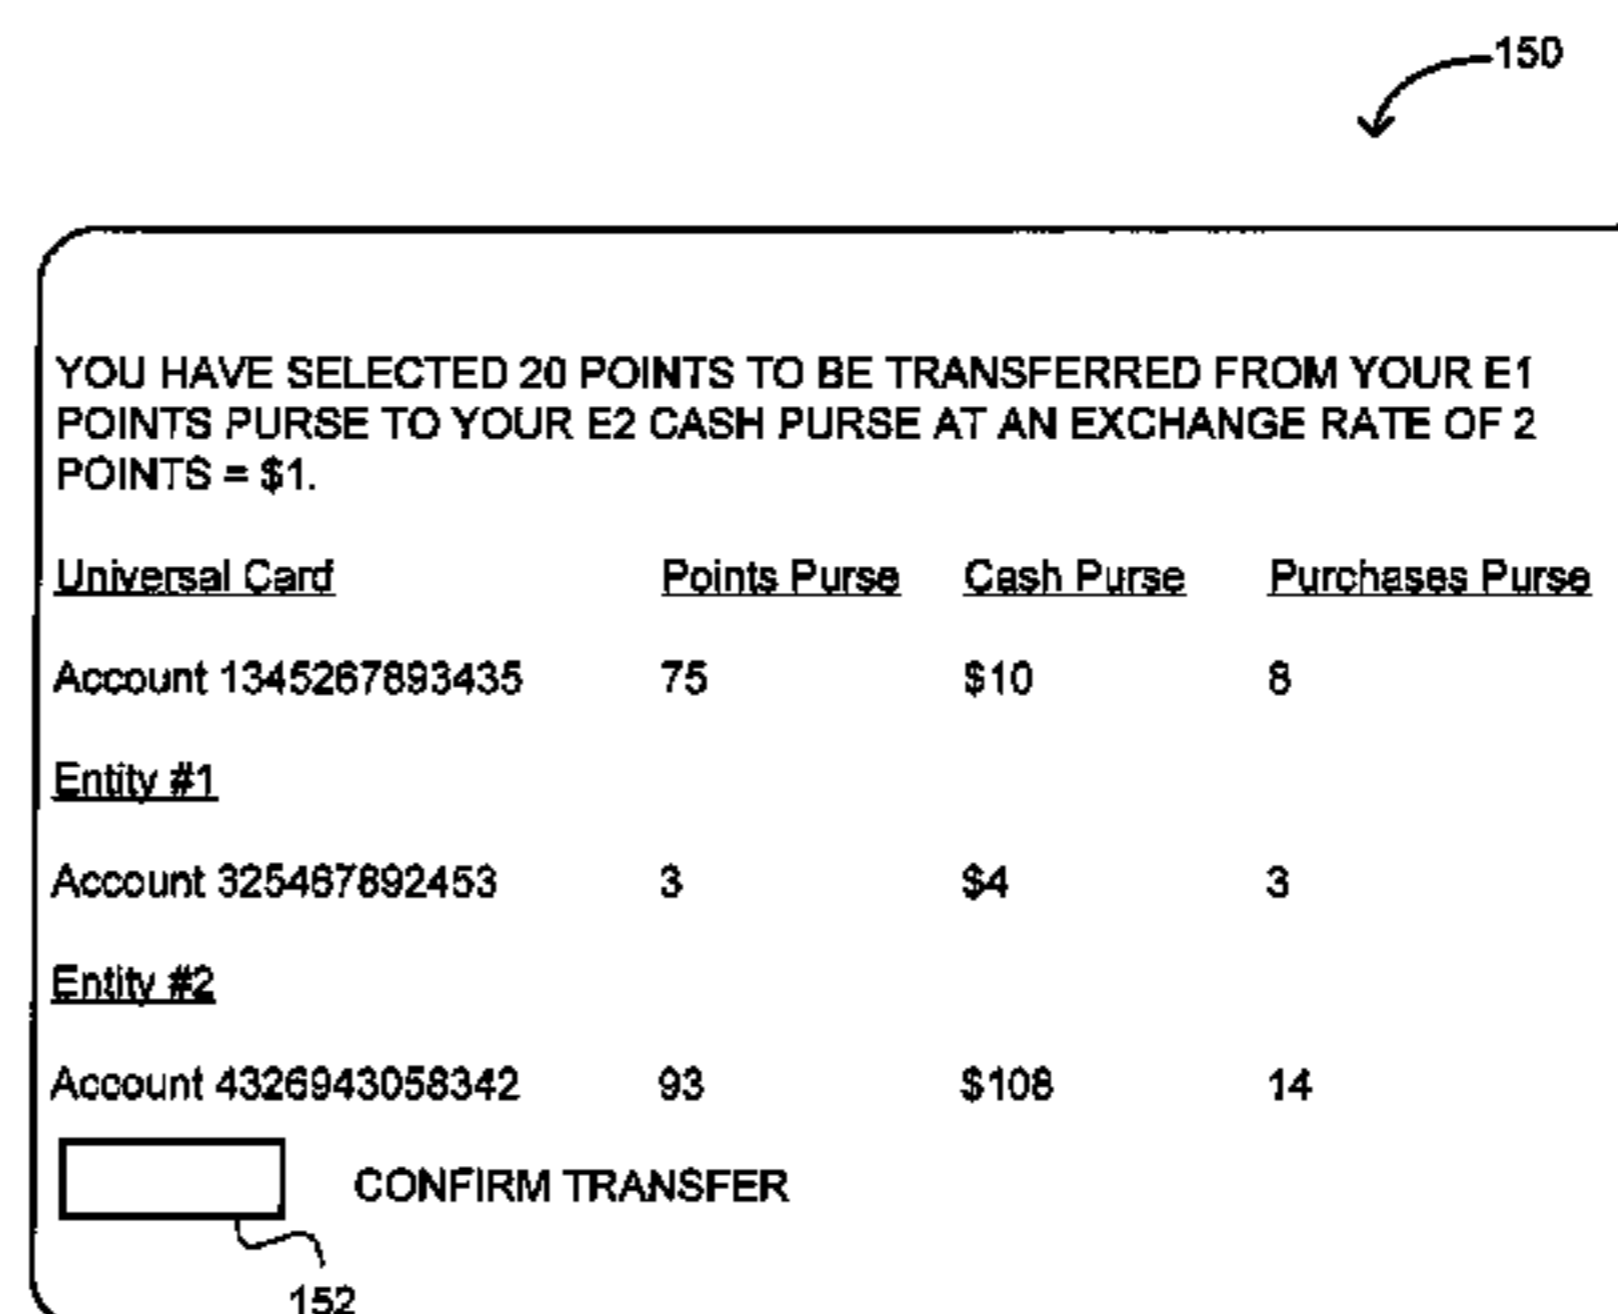 150
YOU HAVE SELECTED 20 POINTS TO BE TRANSFERRED FROM YOUR E1
POINTS PURSE TO YOUR E2 CASH PURSE AT AN EXCHANGE RATE OF 2
POINTS = $1.
Universal Card Points Purse Cash Purse Purchases Purse
Account 1345267893435 75 $10 8
Entity #1
Account 325467892453 3 $4 3
Entity #2
Account 4326943058342 93 $108 14
CONFIRM TRANSFER
152